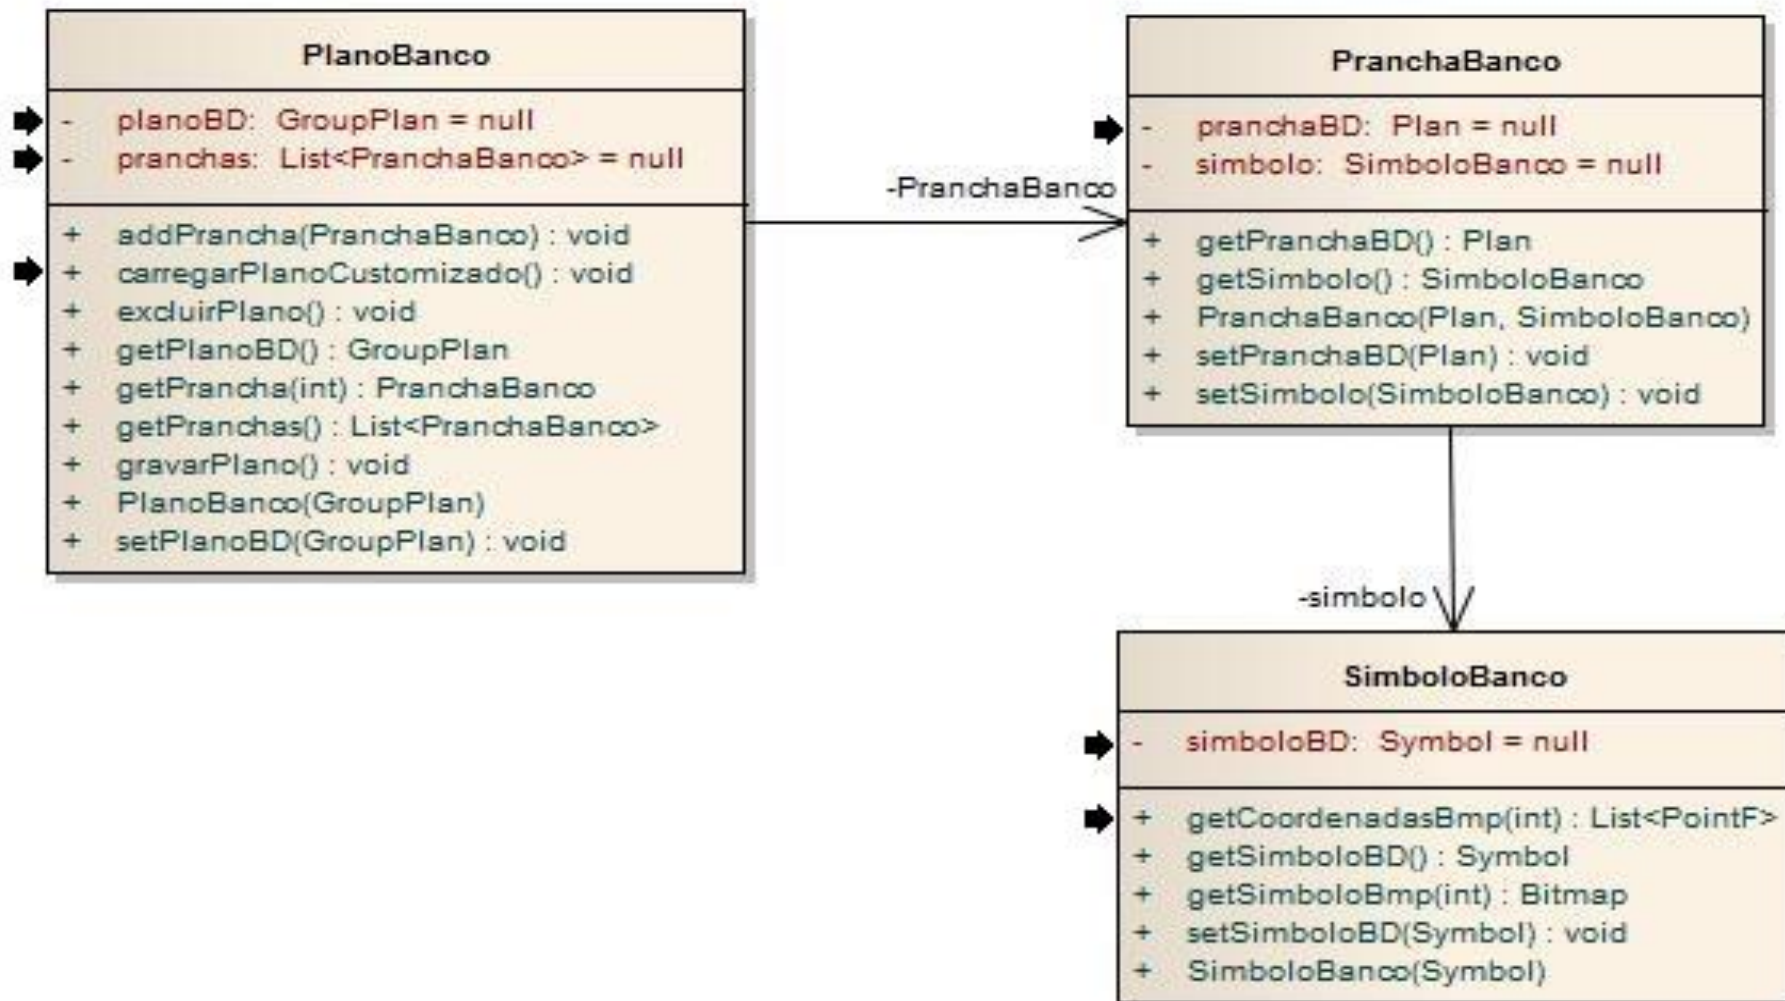 PlanoBanco
- planoBD: GroupPlan = null
- pranchas: List<PranchaBanco> = null
+ addPrancha(PranchaBanco) : void
+ carregarPlanoCustomizado() : void
+ excluirPlano() : void
+ getPlanoBD() : GroupPlan
+ getPrancha(int) : PranchaBanco
+ getPranchas() : List<PranchaBanco>
+ gravarPlano() : void
+ PlanoBanco(GroupPlan)
+ setPlanoBD(GroupPlan) : void
-PranchaBanco
PranchaBanco
- pranchaBD: Plan = null
- simbolo: SimboloBanco = null
+ getPranchaBD() : Plan
+ getSimbolo() : SimboloBanco
+ PranchaBanco(Plan, SimboloBanco)
+ setPranchaBD(Plan) : void
+ setSimbolo(SimboloBanco) : void
-simbolo
SimboloBanco
- simboloBD: Symbol = null
+ getCoordenadasBmp(int) : List<PointF>
+ getSimboloBD() : Symbol
+ getSimboloBmp(int) : Bitmap
+ setSimboloBD(Symbol) : void
+ SimboloBanco(Symbol)